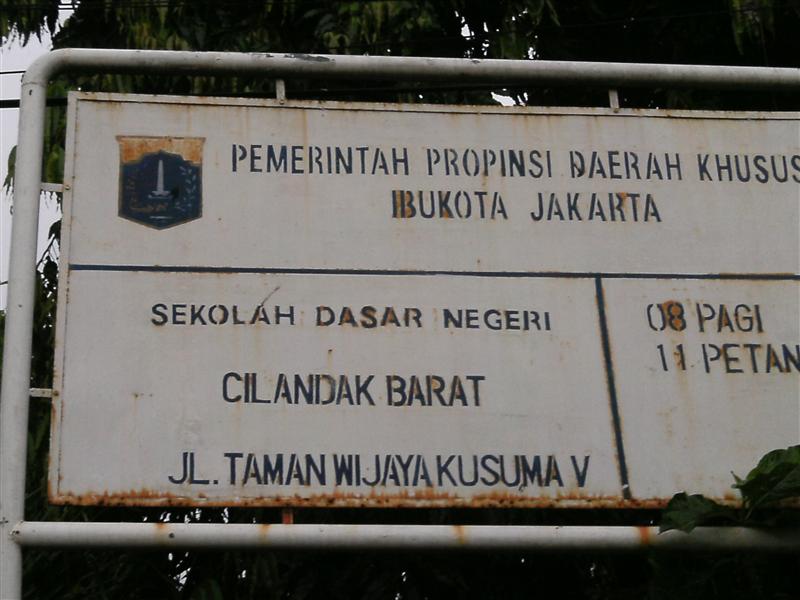 PEMERINTAH PROPINSI DAERAH KHUSUS
IBUKOTA JAKARTA
SEKOLAH DASAR NEGERI
CILANDAK BARAT
JL. TAMAN WIJAYA KUSUMA V
08 PAGI
11 PETAN